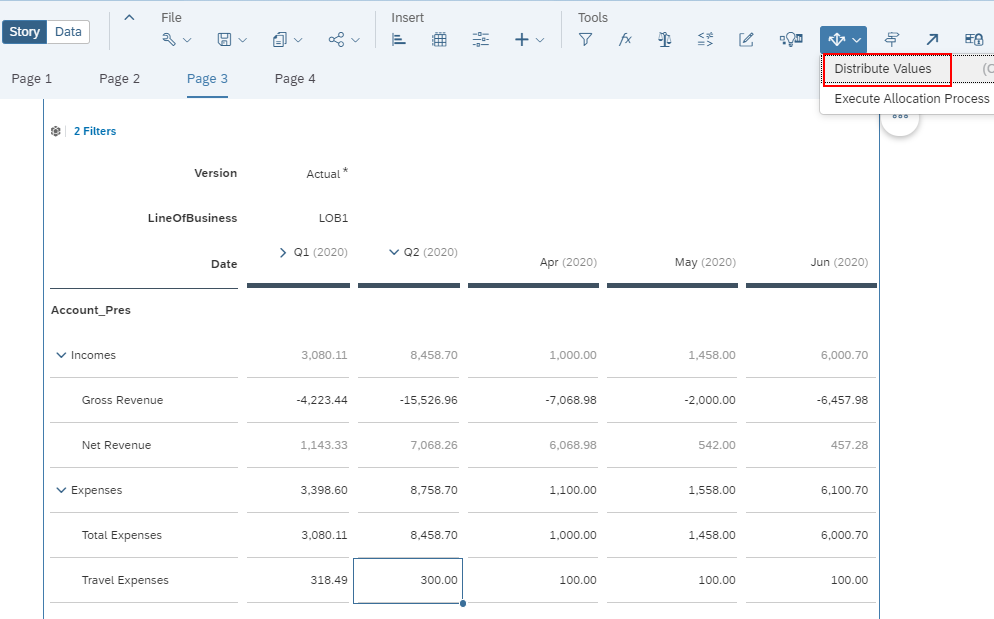 File Insert Tools
Story Data
Page 1 Page 2 Page 3 Page 4
Distribute Values
Execute Allocation Process
2 Filters
Version Actual *
LineOfBusiness LOB1
Date Q1 (2020) Q2 (2020) Apr (2020) May (2020) Jun (2020)
Account_Pres
Incomes 3,080.11 8,458.70 1,000.00 1,458.00 6,000.70
Gross Revenue -4,223.44 -15,526.96 -7,068.98 -2,000.00 -6,457.98
Net Revenue 1,143.33 7,068.26 6,068.98 542.00 457.28
Expenses 3,398.60 8,758.70 1,100.00 1,558.00 6,100.70
Total Expenses 3,080.11 8,458.70 1,000.00 1,458.00 6,000.70
Travel Expenses 318.49 300.00 100.00 100.00 100.00